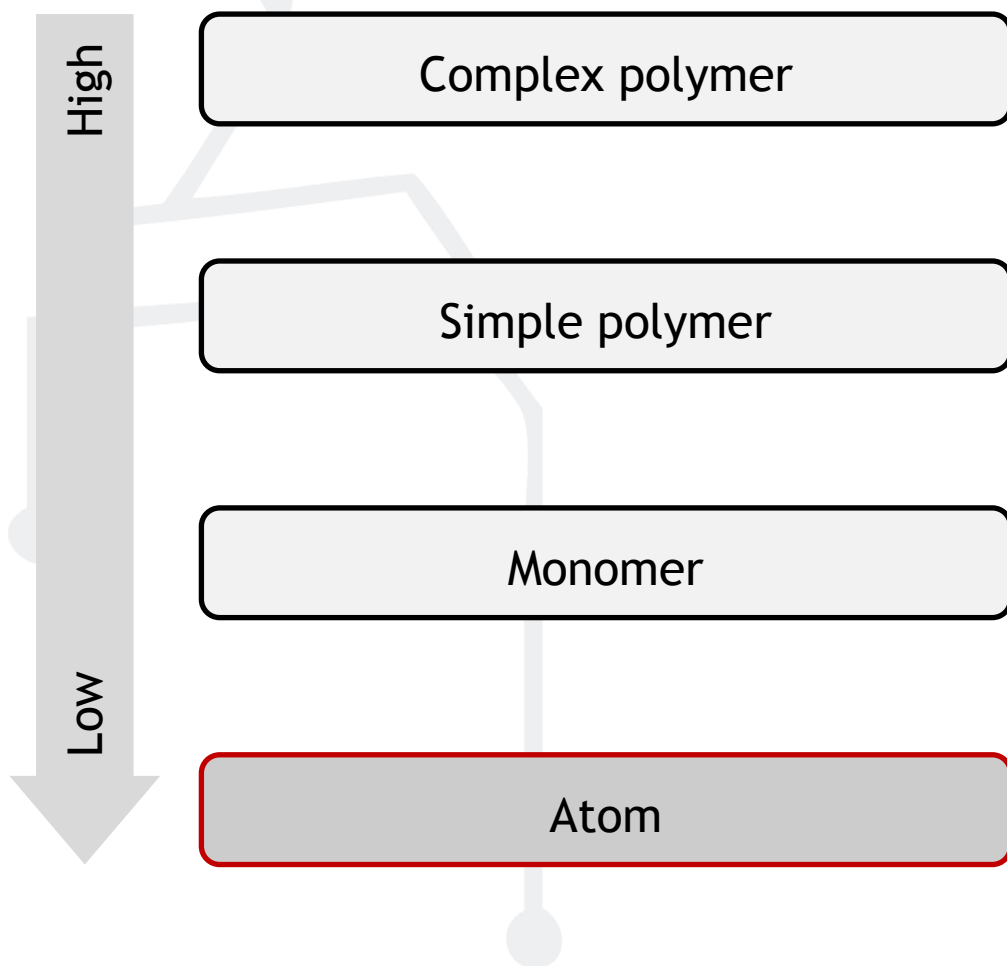 High
Complex polymer
Simple polymer
Monomer
Low
Atom